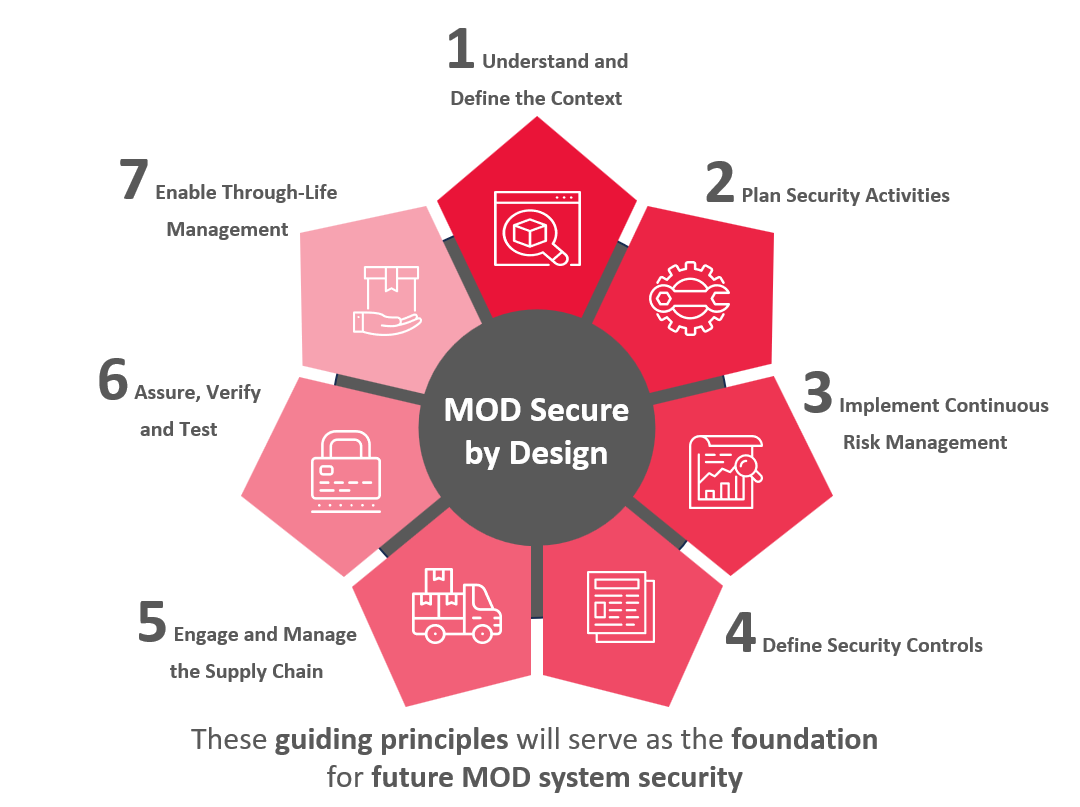 1 Understand and
Define the Context
2 Plan Security Activities
3 Implement Continuous
Risk Management
4 Define Security Controls
5 Engage and Manage
the Supply Chain
6 Assure, Verify
and Test
7 Enable Through-Life
Management
MOD Secure
by Design
These guiding principles will serve as the foundation
for future MOD system security